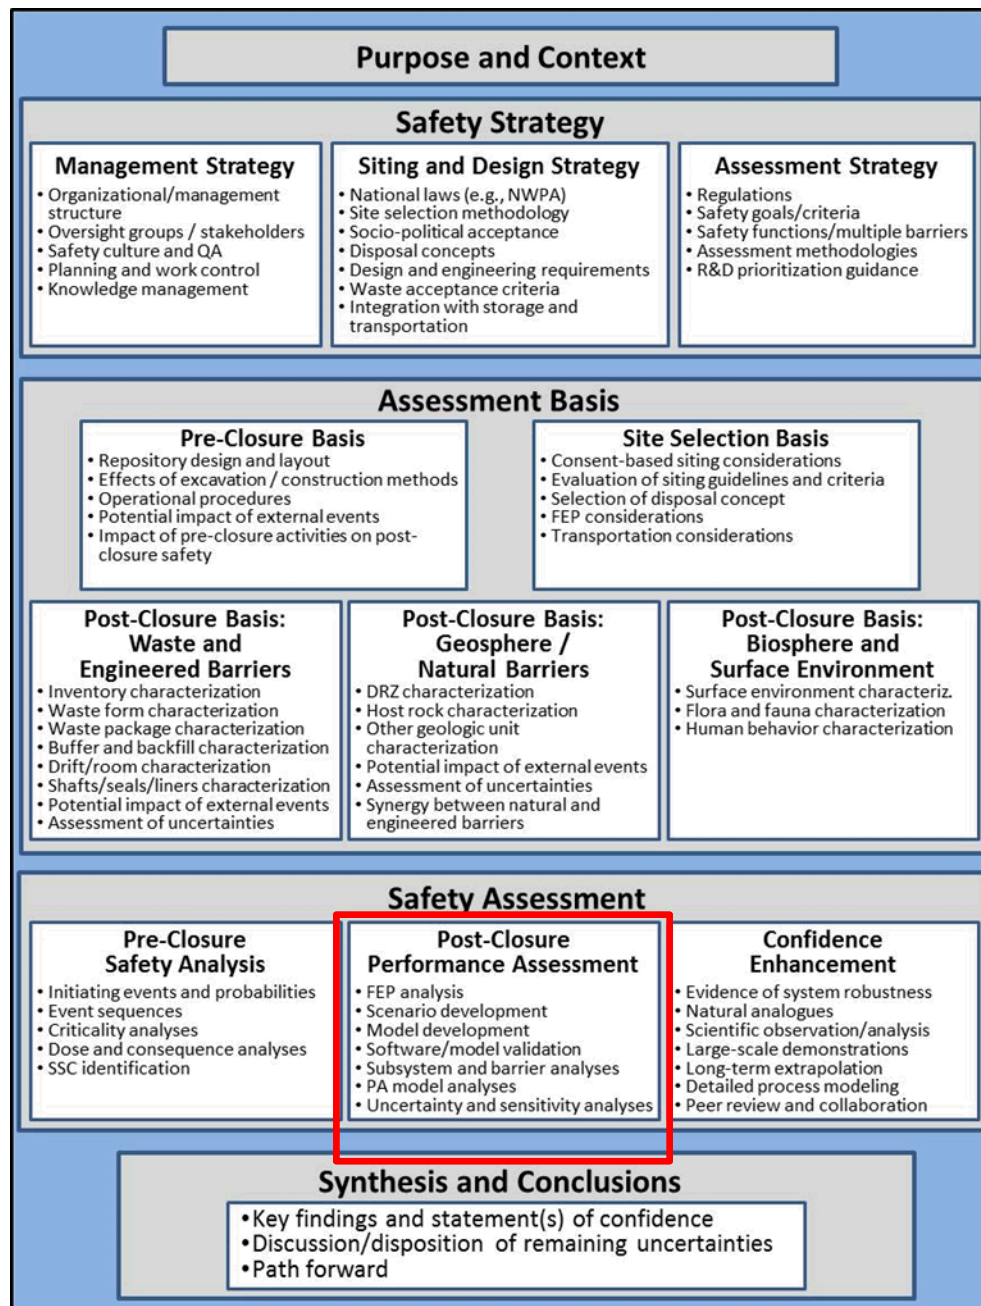 Purpose and Context
Safety Strategy
Management Strategy
• Organizational/management
structure
• Oversight groups / stakeholders
• Safety culture and QA
• Planning and work control
• Knowledge management
Siting and Design Strategy
• National laws (e.g., NWPA)
• Site selection methodology
• Socio-political acceptance
• Disposal concepts
• Design and engineering requirements
• Waste acceptance criteria
• Integration with storage and
transportation
Assessment Strategy
• Regulations
• Safety goals/criteria
• Safety functions/multiple barriers
• Assessment methodologies
• R&D prioritization guidance
Assessment Basis
Pre-Closure Basis
• Repository design and layout
• Effects of excavation / construction methods
• Operational procedures
• Potential impact of external events
• Impact of pre-closure activities on post-
closure safety
Site Selection Basis
• Consent-based siting considerations
• Evaluation of siting guidelines and criteria
• Selection of disposal concept
• FEP considerations
• Transportation considerations
Post-Closure Basis:
Waste and
Engineered Barriers
• Inventory characterization
• Waste form characterization
• Waste package characterization
• Buffer and backfill characterization
• Drift/room characterization
• Shafts/seals/liners characterization
• Potential impact of external events
• Assessment of uncertainties
Post-Closure Basis:
Geosphere /
Natural Barriers
• DRZ characterization
• Host rock characterization
• Other geologic unit
characterization
• Potential impact of external events
• Assessment of uncertainties
• Synergy between natural and
engineered barriers
Post-Closure Basis:
Biosphere and
Surface Environment
• Surface environment characteriz.
• Flora and fauna characterization
• Human behavior characterization
Safety Assessment
Pre-Closure
Safety Analysis
• Initiating events and probabilities
• Event sequences
• Criticality analyses
• Dose and consequence analyses
• SSC identification
Post-Closure
Performance Assessment
• FEP analysis
• Scenario development
• Model development
• Software/model validation
• Subsystem and barrier analyses
• PA model analyses
• Uncertainty and sensitivity analyses
Confidence
Enhancement
• Evidence of system robustness
• Natural analogues
• Scientific observation/analysis
• Large-scale demonstrations
• Long-term extrapolation
• Detailed process modeling
• Peer review and collaboration
Synthesis and Conclusions
•Key findings and statement(s) of confidence
•Discussion/disposition of remaining uncertainties
•Path forward